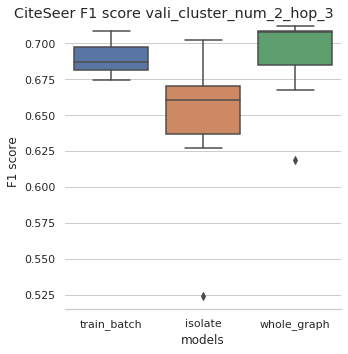 CiteSeer F1 score vali_cluster_num_2_hop_3
0.700
0.675
0.650
0.625
0.600
0.575
0.550
0.525
F1 score
train_batch
isolate
whole_graph
models